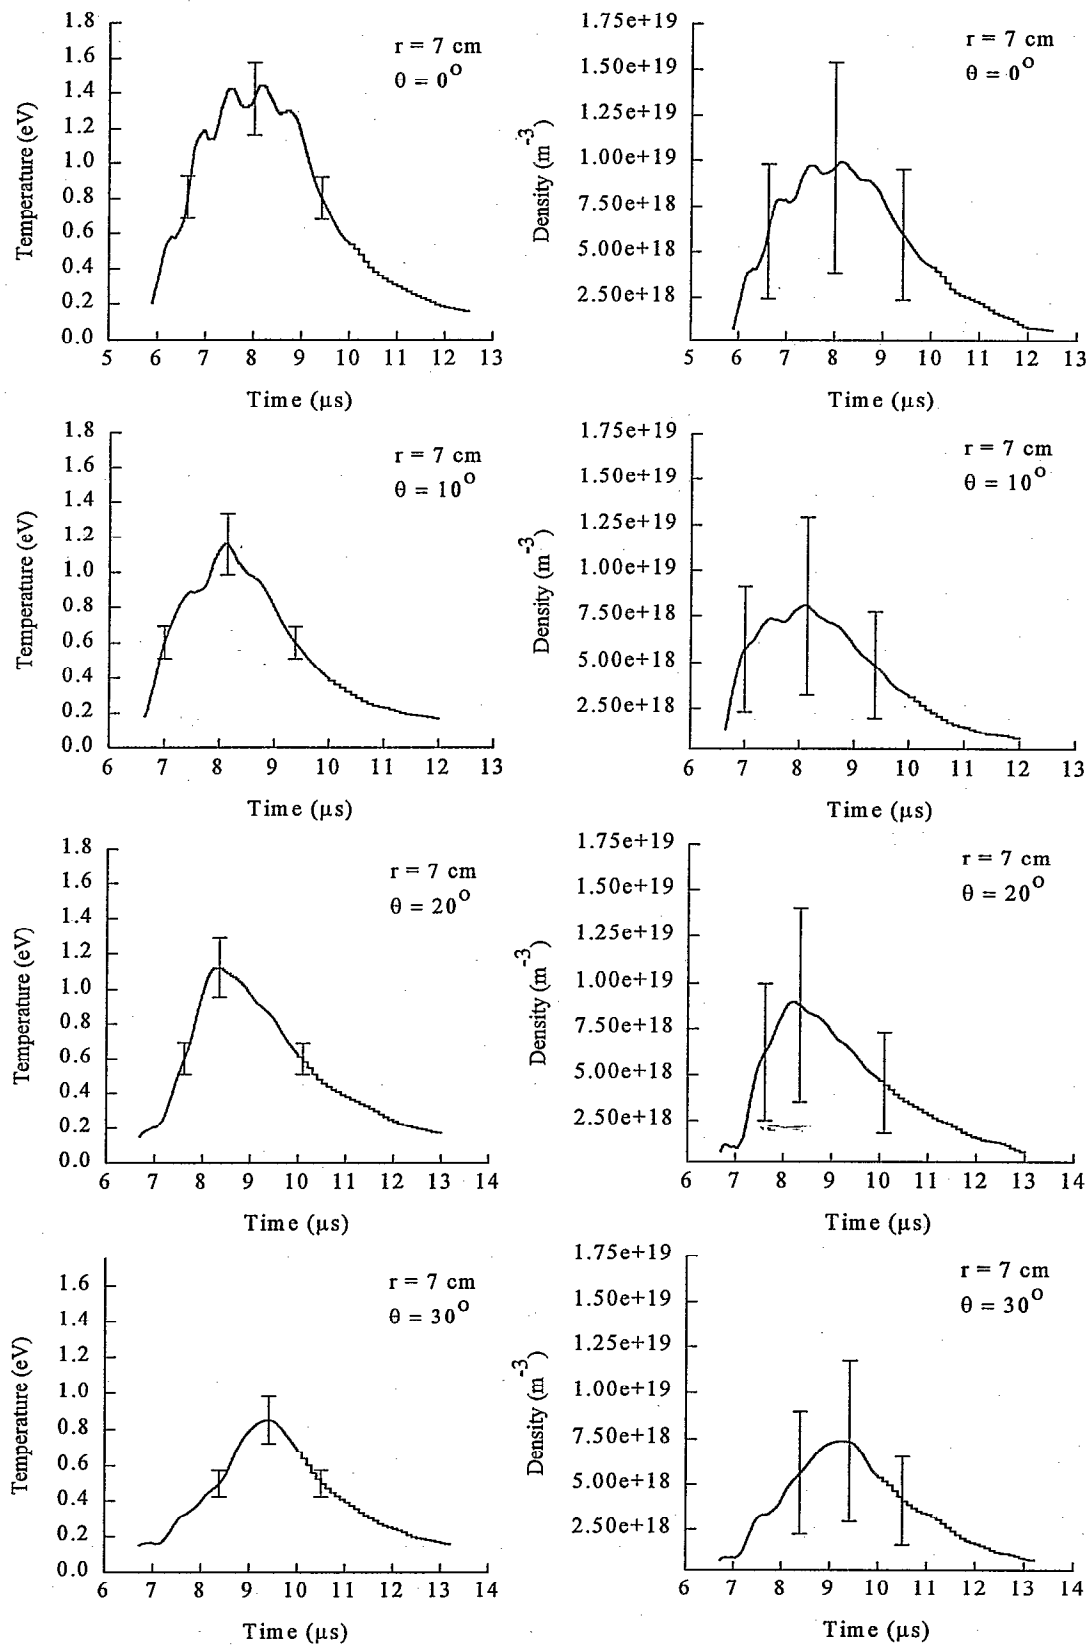 1.8
1.6
1.4
1.2
1.0
0.8
0.6
0.4
0.2
0.0
Temperature (eV)
r = 7 cm
θ = 0°
5 6 7 8 9 10 11 12 13
Time (μs)
1.75e+19
1.50e+19
1.25e+19
1.00e+19
7.50e+18
5.00e+18
2.50e+18
Density (m⁻³)
r = 7 cm
θ = 0°
5 6 7 8 9 10 11 12 13
Time (μs)
1.8
1.6
1.4
1.2
1.0
0.8
0.6
0.4
0.2
0.0
Temperature (eV)
r = 7 cm
θ = 10°
6 7 8 9 10 11 12 13
Time (μs)
1.75e+19
1.50e+19
1.25e+19
1.00e+19
7.50e+18
5.00e+18
2.50e+18
Density (m⁻³)
r = 7 cm
θ = 10°
6 7 8 9 10 11 12 13
Time (μs)
1.8
1.6
1.4
1.2
1.0
0.8
0.6
0.4
0.2
0.0
Temperature (eV)
r = 7 cm
θ = 20°
6 7 8 9 10 11 12 13 14
Time (μs)
1.75e+19
1.50e+19
1.25e+19
1.00e+19
7.50e+18
5.00e+18
2.50e+18
Density (m⁻³)
r = 7 cm
θ = 20°
6 7 8 9 10 11 12 13 14
Time (μs)
1.6
1.4
1.2
1.0
0.8
0.6
0.4
0.2
0.0
Temperature (eV)
r = 7 cm
θ = 30°
6 7 8 9 10 11 12 13 14
Time (μs)
1.75e+19
1.50e+19
1.25e+19
1.00e+19
7.50e+18
5.00e+18
2.50e+18
Density (m⁻³)
r = 7 cm
θ = 30°
6 7 8 9 10 11 12 13 14
Time (μs)